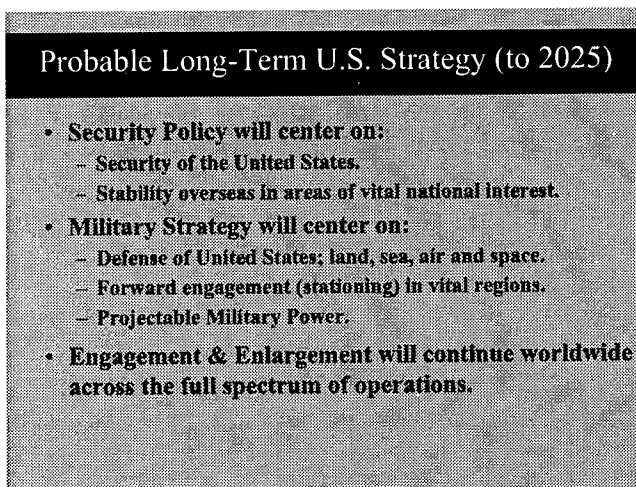 Probable Long-Term U.S. Strategy (to 2025)
• Security Policy will center on:
– Security of the United States.
– Stability overseas in areas of vital national interest.
• Military Strategy will center on:
– Defense of United States; land, sea, air and space.
– Forward engagement (stationing) in vital regions.
– Projectable Military Power.
• Engagement & Enlargement will continue worldwide
across the full spectrum of operations.